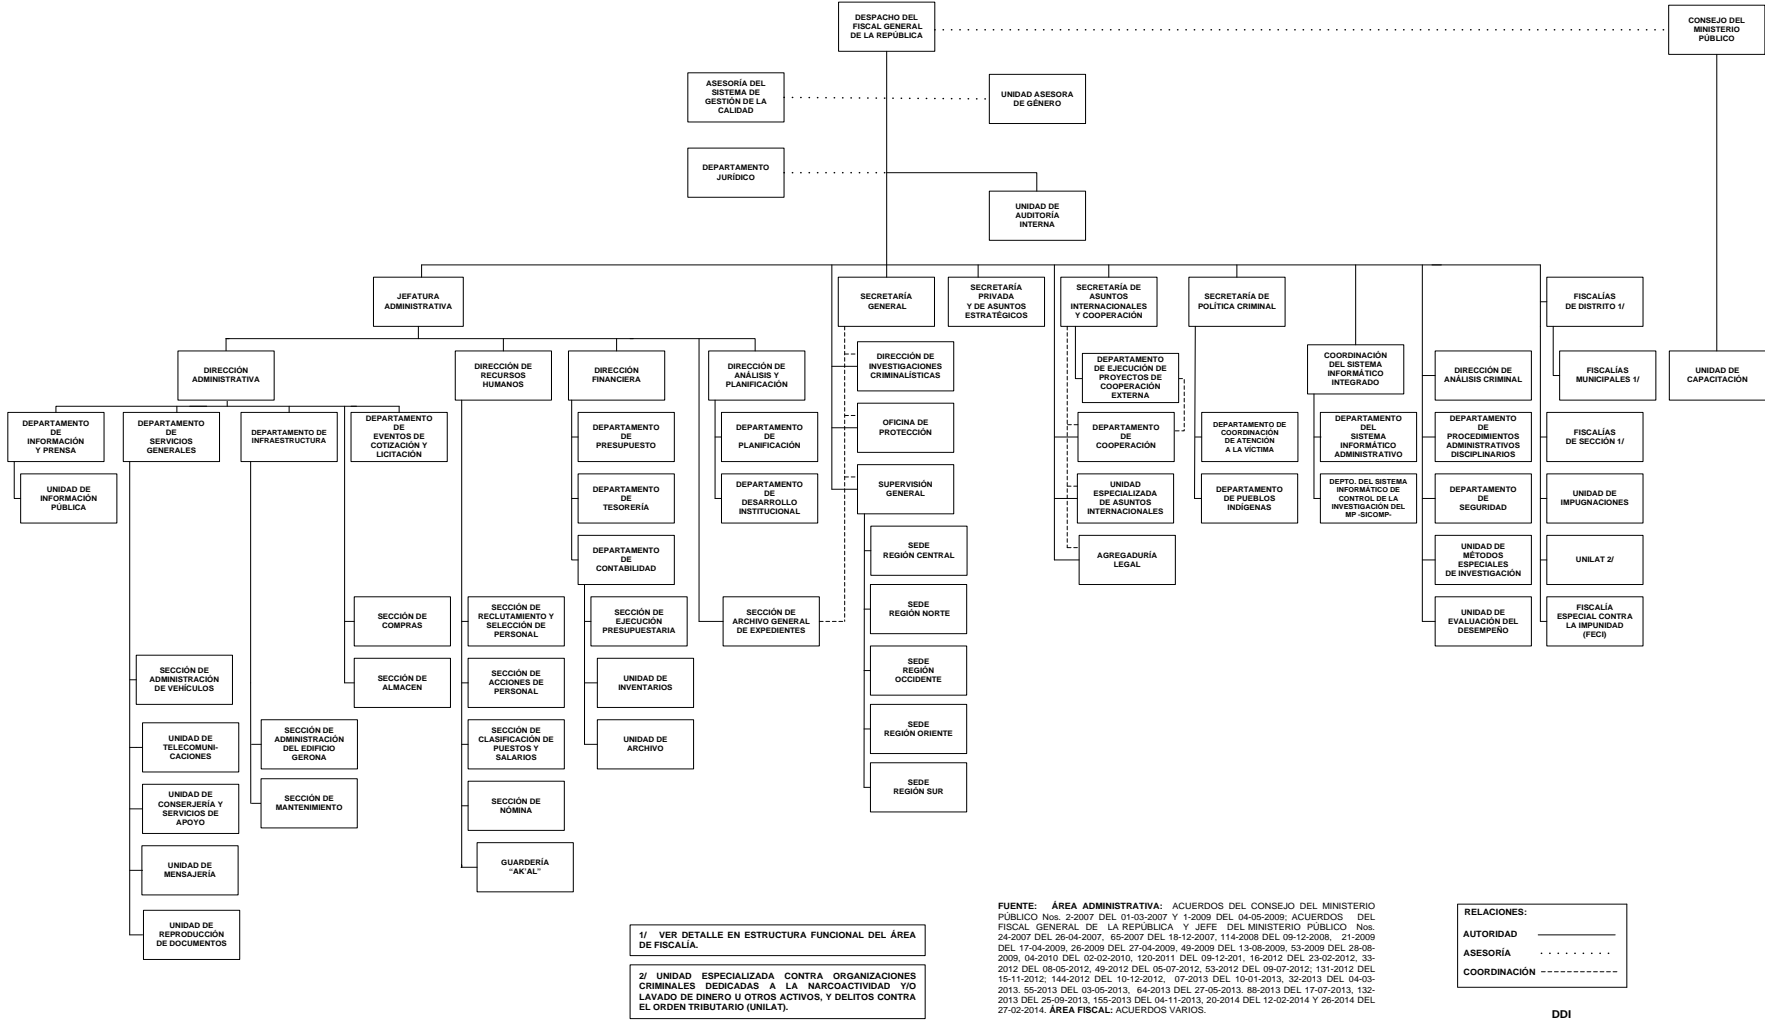 DESPACHO DEL
FISCAL GENERAL
DE LA REPÚBLICA
CONSEJO DEL
MINISTERIO
PÚBLICO
ASESORÍA DEL
SISTEMA DE
GESTIÓN DE LA
CALIDAD
UNIDAD ASESORA
DE GÉNERO
DEPARTAMENTO
JURÍDICO
UNIDAD DE
AUDITORÍA
INTERNA
JEFATURA
ADMINISTRATIVA
SECRETARÍA
GENERAL
SECRETARÍA
PRIVADA
Y DE ASUNTOS
ESTRATÉGICOS
SECRETARÍA DE
ASUNTOS
INTERNACIONALES
Y COOPERACIÓN
SECRETARÍA DE
POLÍTICA CRIMINAL
FISCALÍAS
DE DISTRITO 1/
DIRECCIÓN
ADMINISTRATIVA
DIRECCIÓN DE
RECURSOS
HUMANOS
DIRECCIÓN
FINANCIERA
DIRECCIÓN DE
ANÁLISIS Y
PLANIFICACIÓN
DIRECCIÓN DE
INVESTIGACIONES
CRIMINALÍSTICAS
DEPARTAMENTO
DE EJECUCIÓN DE
PROYECTOS DE
COOPERACIÓN
EXTERNA
COORDINACIÓN
DEL SISTEMA
INFORMÁTICO
INTEGRADO
DIRECCIÓN DE
ANÁLISIS CRIMINAL
FISCALÍAS
MUNICIPALES 1/
UNIDAD DE
CAPACITACIÓN
DEPARTAMENTO
DE
INFORMACIÓN
Y PRENSA
DEPARTAMENTO
DE
SERVICIOS
GENERALES
DEPARTAMENTO DE
INFRAESTRUCTURA
DEPARTAMENTO
DE
EVENTOS DE
COTIZACIÓN Y
LICITACIÓN
DEPARTAMENTO
DE
PRESUPUESTO
DEPARTAMENTO
DE
PLANIFICACIÓN
OFICINA DE
PROTECCIÓN
DEPARTAMENTO
DE
COOPERACIÓN
DEPARTAMENTO DE
COORDINACIÓN
DE ATENCIÓN
A LA VÍCTIMA
DEPARTAMENTO
DEL
SISTEMA
INFORMÁTICO
ADMINISTRATIVO
DEPARTAMENTO
DE
PROCEDIMIENTOS
ADMINISTRATIVOS
DISCIPLINARIOS
FISCALÍAS
DE SECCIÓN 1/
UNIDAD DE
INFORMACIÓN
PÚBLICA
DEPARTAMENTO
DE
TESORERÍA
DEPARTAMENTO
DE
DESARROLLO
INSTITUCIONAL
SUPERVISIÓN
GENERAL
UNIDAD
ESPECIALIZADA
DE ASUNTOS
INTERNACIONALES
DEPARTAMENTO
DE PUEBLOS
INDÍGENAS
DEPTO. DEL SISTEMA
INFORMÁTICO DE
CONTROL DE LA
INVESTIGACIÓN DEL
MP -SICOMP-
DEPARTAMENTO
DE
SEGURIDAD
UNIDAD DE
IMPUGNACIONES
DEPARTAMENTO
DE
CONTABILIDAD
SEDE
REGIÓN CENTRAL
AGREGADURÍA
LEGAL
UNIDAD DE
MÉTODOS
ESPECIALES
DE INVESTIGACIÓN
UNILAT 2/
SECCIÓN DE
COMPRAS
SECCIÓN DE
RECLUTAMIENTO Y
SELECCIÓN DE
PERSONAL
SECCIÓN DE
EJECUCIÓN
PRESUPUESTARIA
SECCIÓN DE
ARCHIVO GENERAL
DE EXPEDIENTES
SEDE
REGIÓN NORTE
UNIDAD DE
EVALUACIÓN DEL
DESEMPEÑO
FISCALÍA
ESPECIAL CONTRA
LA IMPUNIDAD
(FECI)
SECCIÓN DE
ADMINISTRACIÓN
DE VEHÍCULOS
SECCIÓN DE
ALMACEN
SECCIÓN DE
ACCIONES DE
PERSONAL
UNIDAD DE
INVENTARIOS
SEDE
REGIÓN
OCCIDENTE
UNIDAD DE
TELECOMUNI-
CACIONES
SECCIÓN DE
ADMINISTRACIÓN
DEL EDIFICIO
GERONA
SECCIÓN DE
CLASIFICACIÓN DE
PUESTOS Y
SALARIOS
UNIDAD DE
ARCHIVO
SEDE
REGIÓN ORIENTE
UNIDAD DE
CONSERJERÍA Y
SERVICIOS DE
APOYO
SECCIÓN DE
MANTENIMIENTO
SECCIÓN DE
NÓMINA
SEDE
REGIÓN SUR
UNIDAD DE
MENSAJERÍA
GUARDERÍA
"AK'AL"
UNIDAD DE
REPRODUCCIÓN
DE DOCUMENTOS
1/ VER DETALLE EN ESTRUCTURA FUNCIONAL DEL ÁREA
DE FISCALÍA.
2/ UNIDAD ESPECIALIZADA CONTRA ORGANIZACIONES
CRIMINALES DEDICADAS A LA NARCOACTIVIDAD Y/O
LAVADO DE DINERO U OTROS ACTIVOS, Y DELITOS CONTRA
EL ORDEN TRIBUTARIO (UNILAT).
FUENTE: ÁREA ADMINISTRATIVA: ACUERDOS DEL CONSEJO DEL MINISTERIO
PÚBLICO Nos. 2-2007 DEL 01-03-2007 Y 1-2009 DEL 04-05-2009; ACUERDOS DEL
FISCAL GENERAL DE LA REPÚBLICA Y JEFE DEL MINISTERIO PÚBLICO Nos.
24-2007 DEL 26-04-2007, 65-2007 DEL 18-12-2007, 114-2008 DEL 09-12-2008, 21-2009
DEL 17-04-2009, 26-2009 DEL 27-04-2009, 49-2009 DEL 13-08-2009, 53-2009 DEL 28-08-
2009, 04-2010 DEL 02-02-2010, 120-2011 DEL 09-12-201, 16-2012 DEL 23-02-2012, 33-
2012 DEL 08-05-2012, 49-2012 DEL 05-07-2012, 53-2012 DEL 09-07-2012; 131-2012 DEL
15-11-2012; 144-2012 DEL 10-12-2012, 07-2013 DEL 10-01-2013, 32-2013 DEL 04-03-
2013. 55-2013 DEL 03-05-2013, 64-2013 DEL 27-05-2013. 88-2013 DEL 17-07-2013, 132-
2013 DEL 25-09-2013, 155-2013 DEL 04-11-2013, 20-2014 DEL 12-02-2014 Y 26-2014 DEL
27-02-2014. ÁREA FISCAL: ACUERDOS VARIOS.
RELACIONES:
AUTORIDAD
ASESORÍA
COORDINACIÓN
DDI